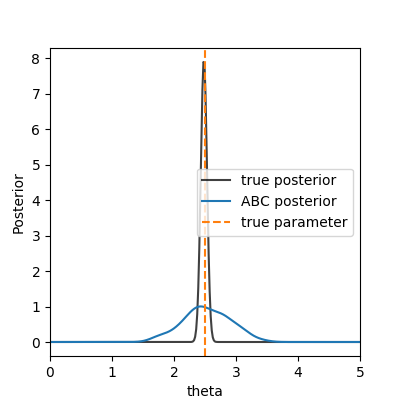 8
7
6
5
4
3
2
1
0
Posterior
true posterior
ABC posterior
true parameter
0 1 2 3 4 5
theta